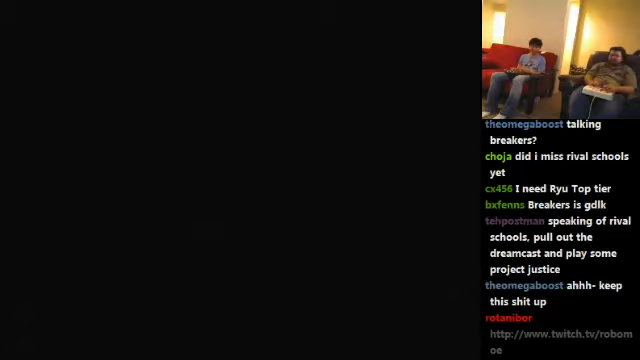 theomegaboost talking
breakers?
choja did i miss rival schools
yet
cx456 I need Ryu Top tier
bxfenns Breakers is gdlk
tehpostman speaking of rival
schools, pull out the
dreamcast and play some
project justice
theomegaboost ahhh- keep
this shit up
rotanibor
http://www.twitch.tv/robom
oe